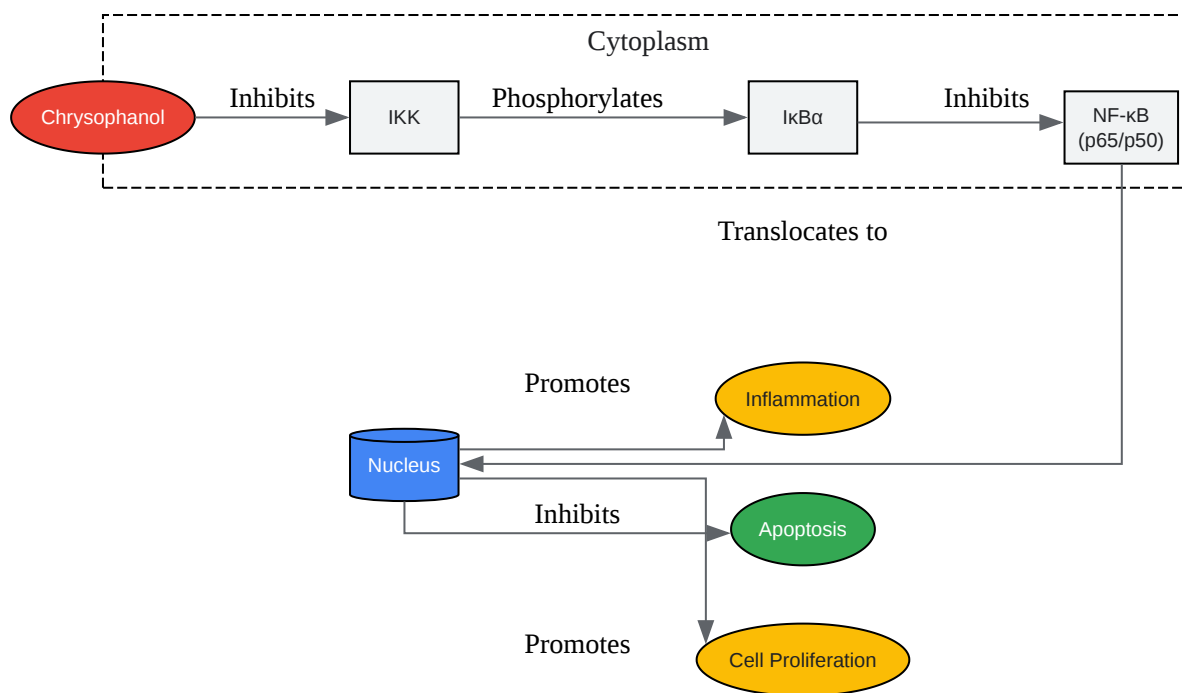 Cytoplasm
Inhibits
Phosphorylates
Inhibits
Chrysophanol
IKK
IκBα
NF-κB
(p65/p50)
Translocates to
Promotes
Inflammation
Nucleus
Inhibits
Apoptosis
Promotes
Cell Proliferation